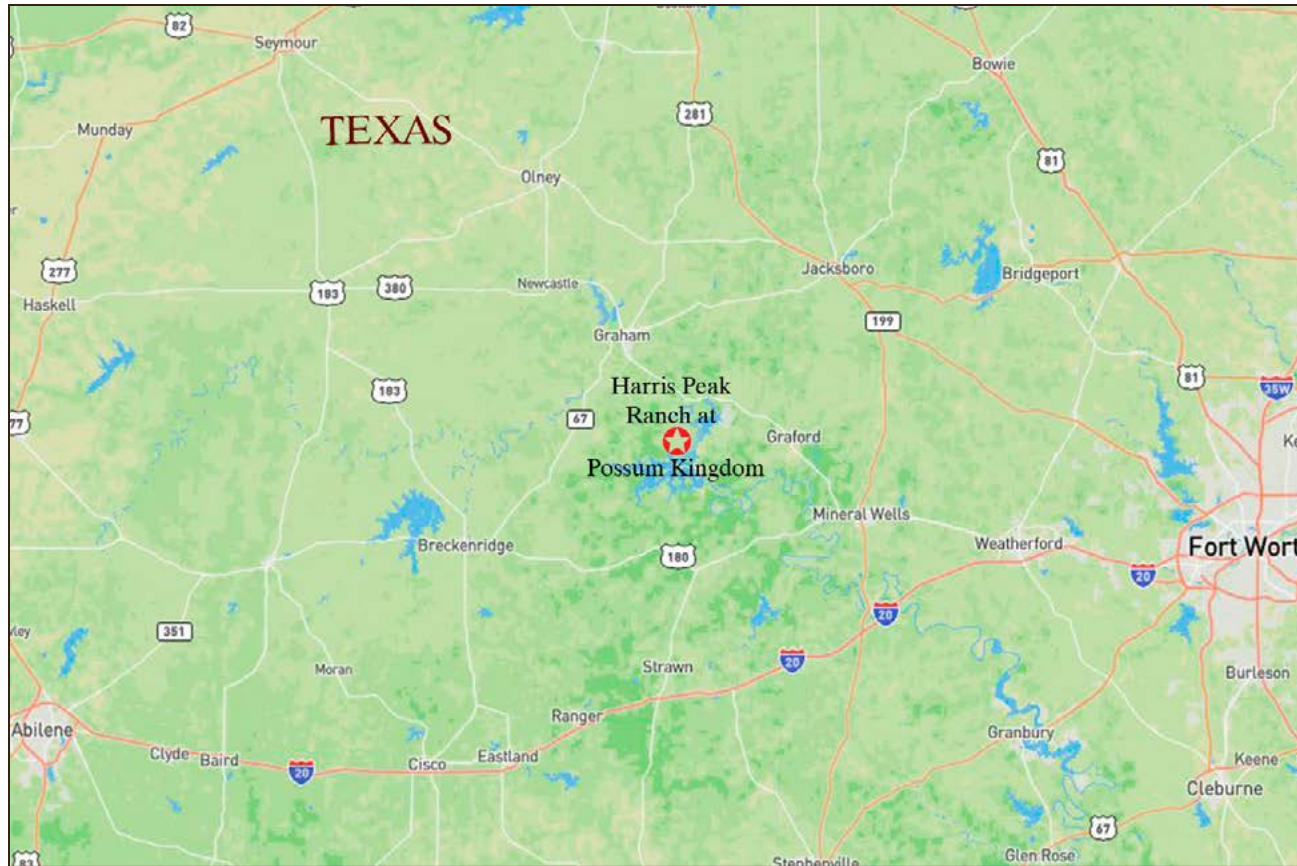 82
Seymour
Bowie
TEXAS
Munday
281
81
Olney
277
Haskell
183
380
Newcastle
Jacksboro
Bridgeport
199
Graham
183
67
Harris Peak
Ranch at
Possum Kingdom
Graford
81
35W
Mineral Wells
Breckenridge
180
Weatherford
20
Fort Wort
20
351
Moran
Strawn
20
Burleson
Ranger
Abilene
Clyde
Baird
20
Cisco
Eastland
Granbury
Keene
Cleburne
67
Glen Rose
Stephenville
83